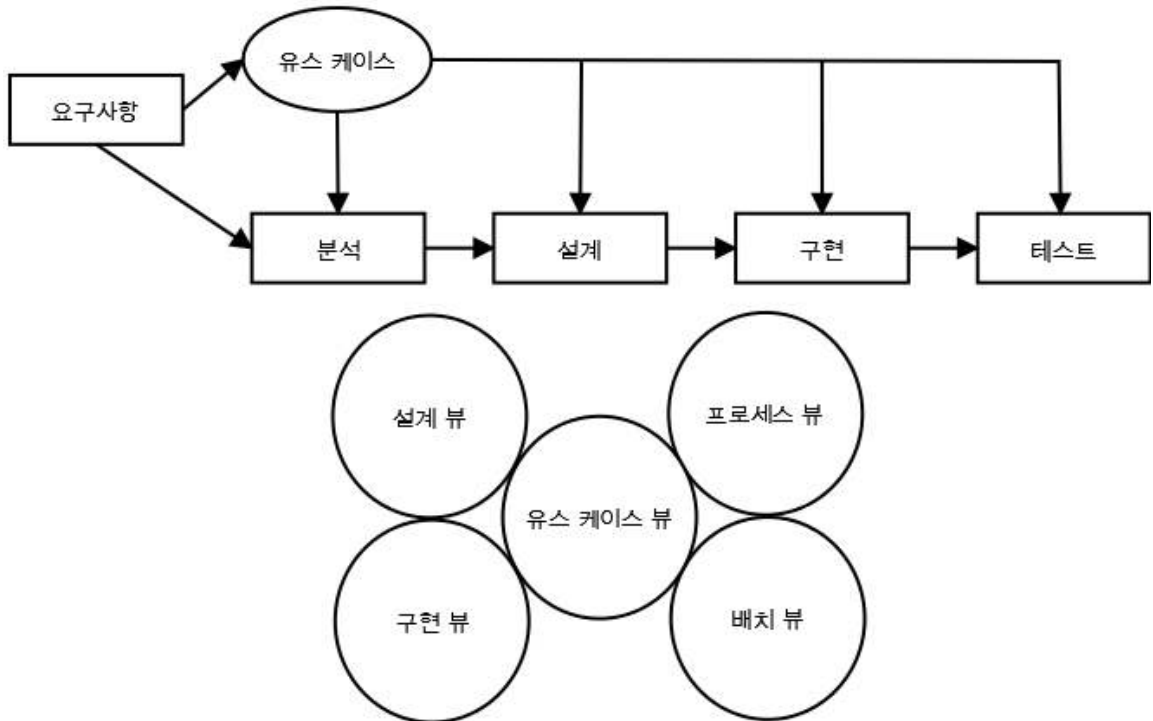 유스 케이스
요구사항
분석
설계
구현
테스트
설계 뷰
프로세스 뷰
유스 케이스 뷰
구현 뷰
배치 뷰